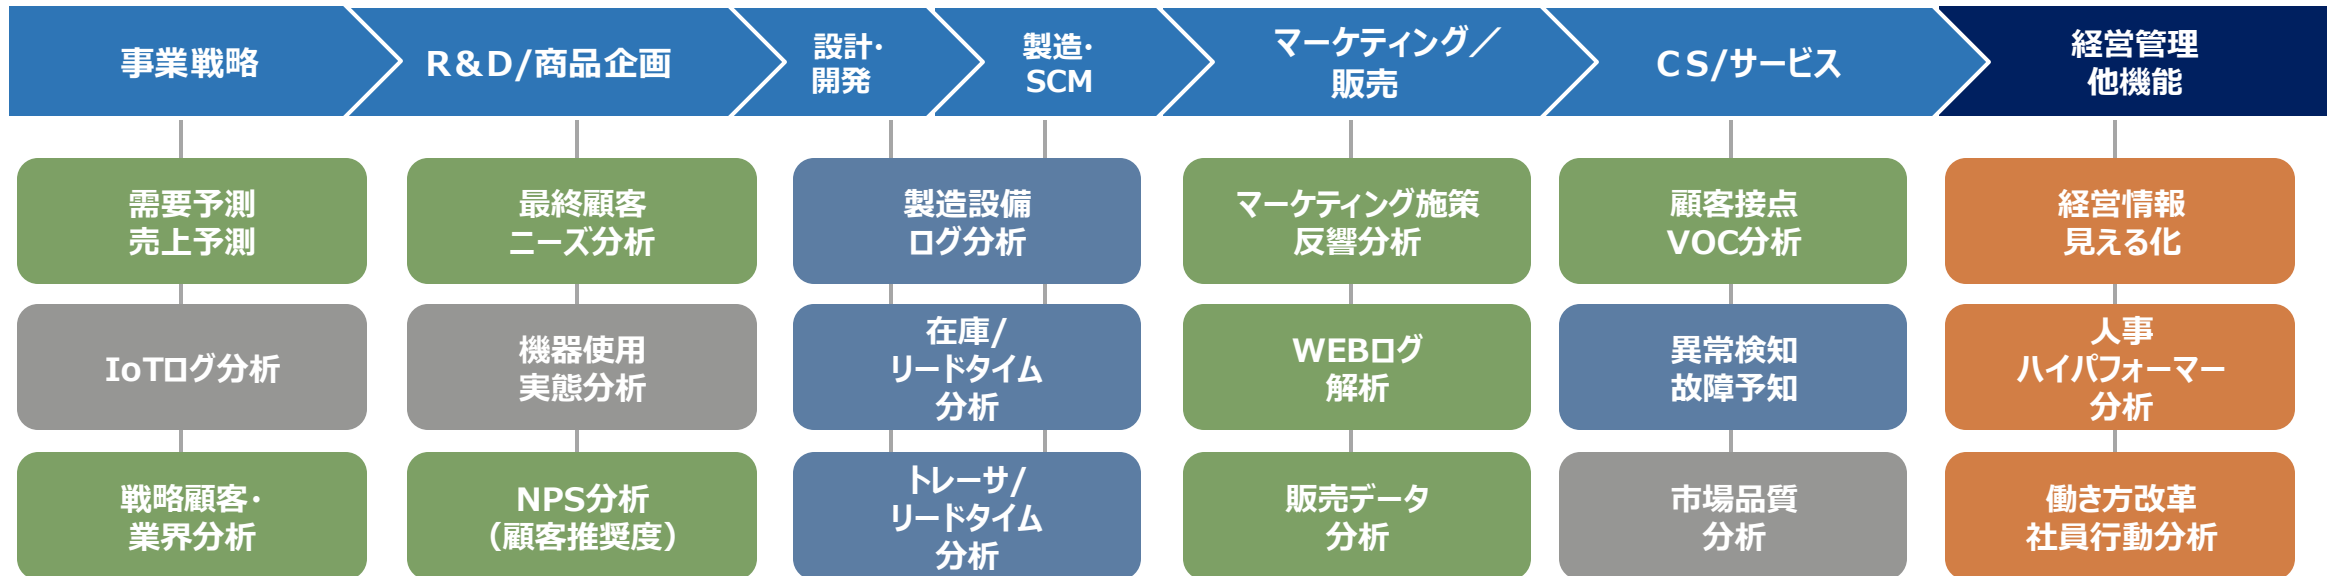 事業戦略
R&D/商品企画
設計・
開発
製造・
SCM
マーケティング／
販売
CS/サービス
経営管理
他機能
需要予測
売上予測
最終顧客
ニーズ分析
製造設備
ログ分析
マーケティング施策
反響分析
顧客接点
VOC分析
経営情報
見える化
IoTログ分析
機器使用
実態分析
在庫/
リードタイム
分析
WEBログ
解析
異常検知
故障予知
人事
ハイパフォーマー
分析
戦略顧客・
業界分析
NPS分析
（顧客推奨度）
トレーサ/
リードタイム
分析
販売データ
分析
市場品質
分析
働き方改革
社員行動分析